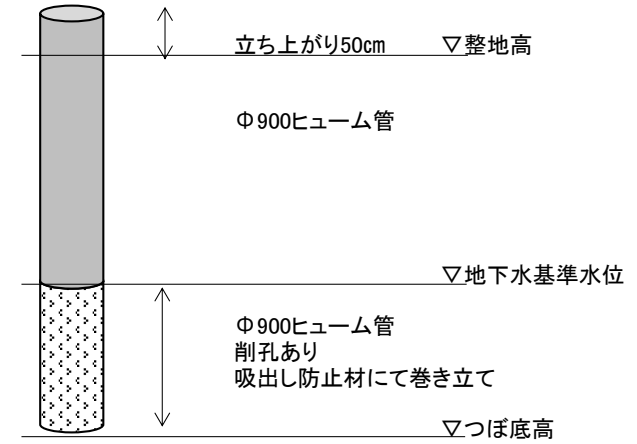 立ち上がり50cm ▽整地高
Φ900ヒューム管
▽地下水基準水位
Φ900ヒューム管
削孔あり
吸出し防止材にて巻き立て
▽つぼ底高